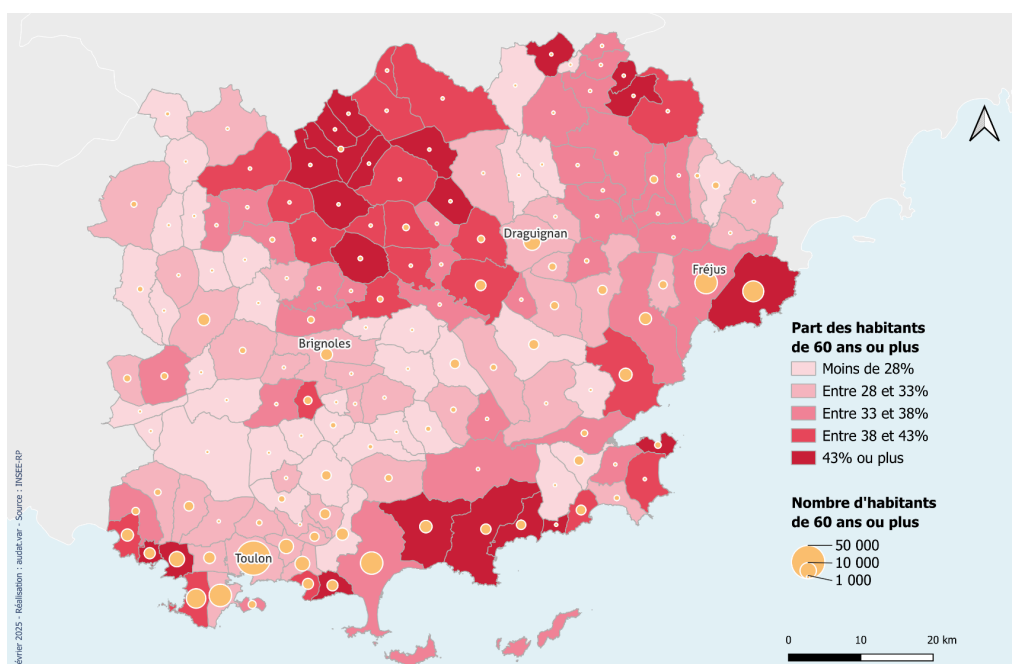 Draguignan
Fréjus
Brignoles
Toulon
Part des habitants
de 60 ans ou plus
Moins de 28%
Entre 28 et 33%
Entre 33 et 38%
Entre 38 et 43%
43% ou plus
Nombre d'habitants
de 60 ans ou plus
50 000
10 000
1 000
0 10 20 km
évrier 2025 - Réalisation : audat.var - Source : INSEE-RP